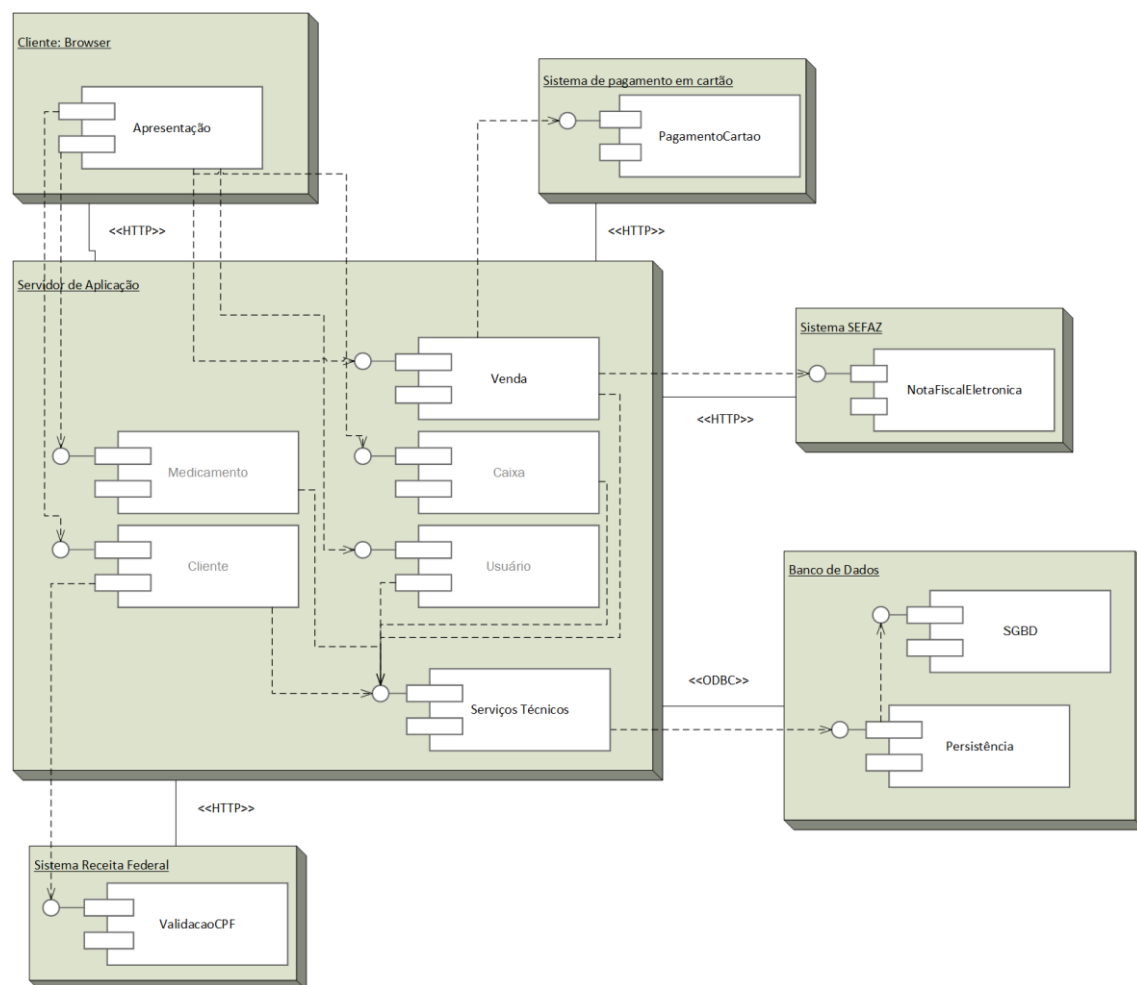 Cliente: Browser
Apresentação
Sistema de pagamento em cartão
PagamentoCartao
<<HTTP>>
<<HTTP>>
Servidor de Aplicação
Venda
Sistema SEFAZ
NotaFiscalEletronica
<<HTTP>>
Medicamento
Caixa
Cliente
Usuário
Banco de Dados
SGBD
<<ODBC>>
Serviços Técnicos
Persistência
<<HTTP>>
Sistema Receita Federal
ValidacaoCPF